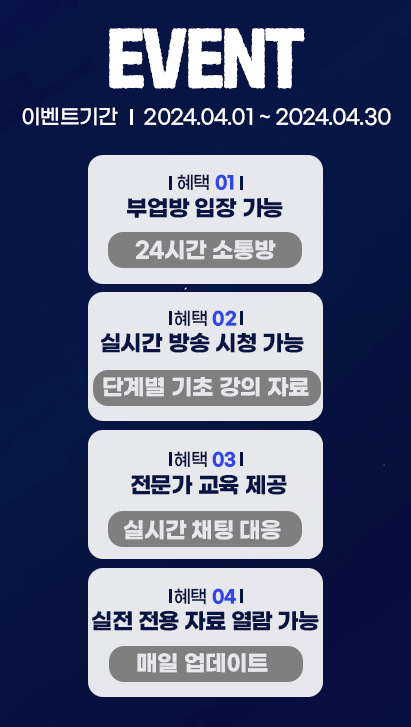 EVENT
이벤트기간 | 2024.04.01 ~ 2024.04.30
| 혜택 01 |
부업방 입장 가능
24시간 소통방
| 혜택 02 |
실시간 방송 시청 가능
단계별 기초 강의 자료
| 혜택 03 |
전문가 교육 제공
실시간 채팅 대응
| 혜택 04 |
실전 전용 자료 열람 가능
매일 업데이트